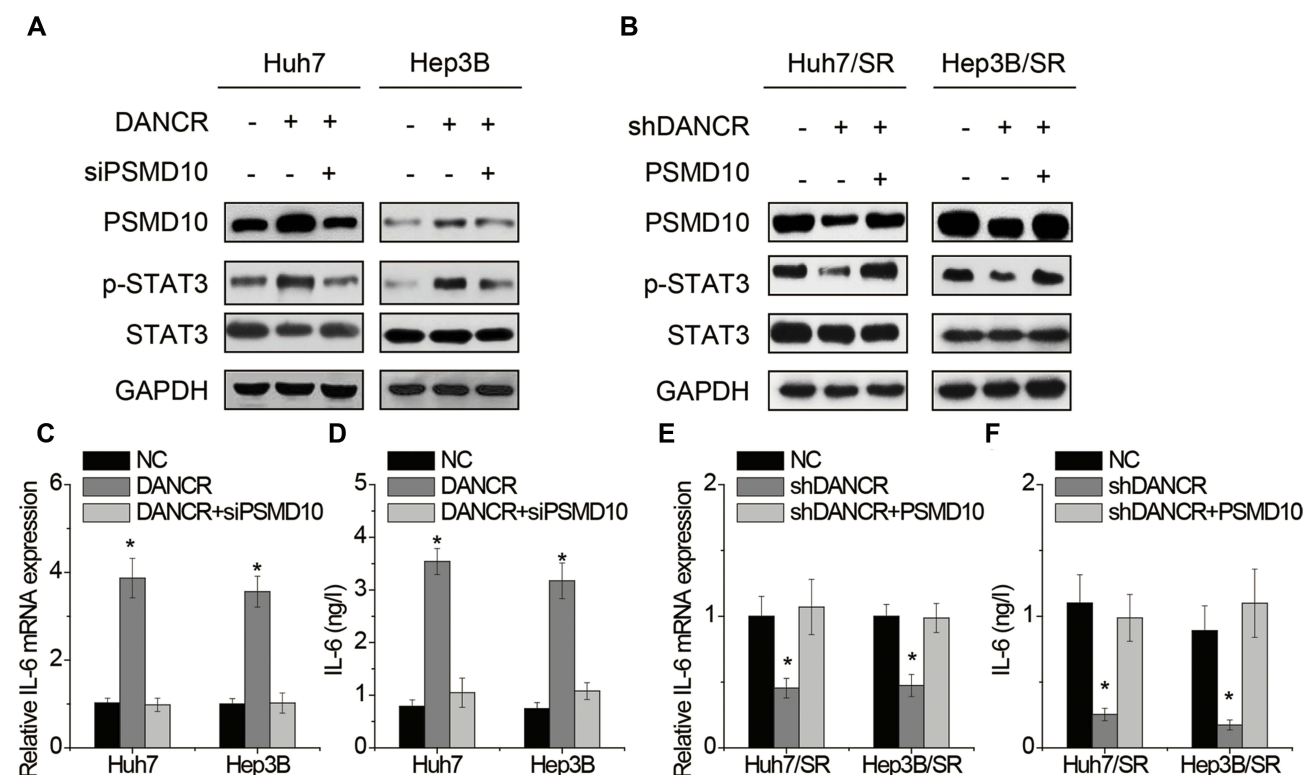 A
Huh7 Hep3B
DANCR - + + - + +
siPSMD10 - - + - - +
PSMD10
p-STAT3
STAT3
GAPDH
B
Huh7/SR Hep3B/SR
shDANCR - + + - + +
PSMD10 - - + - - +
PSMD10
p-STAT3
STAT3
GAPDH
C
NC
DANCR
DANCR+siPSMD10
Relative IL-6 mRNA expression
6
4
2
0
* *
Huh7 Hep3B
D
NC
DANCR
DANCR+siPSMD10
IL-6 (ng/l)
5
4
3
2
1
0
* *
Huh7 Hep3B
E
NC
shDANCR
shDANCR+PSMD10
Relative IL-6 mRNA expression
2
1
0
* *
Huh7/SR Hep3B/SR
F
NC
shDANCR
shDANCR+PSMD10
IL-6 (ng/l)
2
1
0
* *
Huh7/SR Hep3B/SR